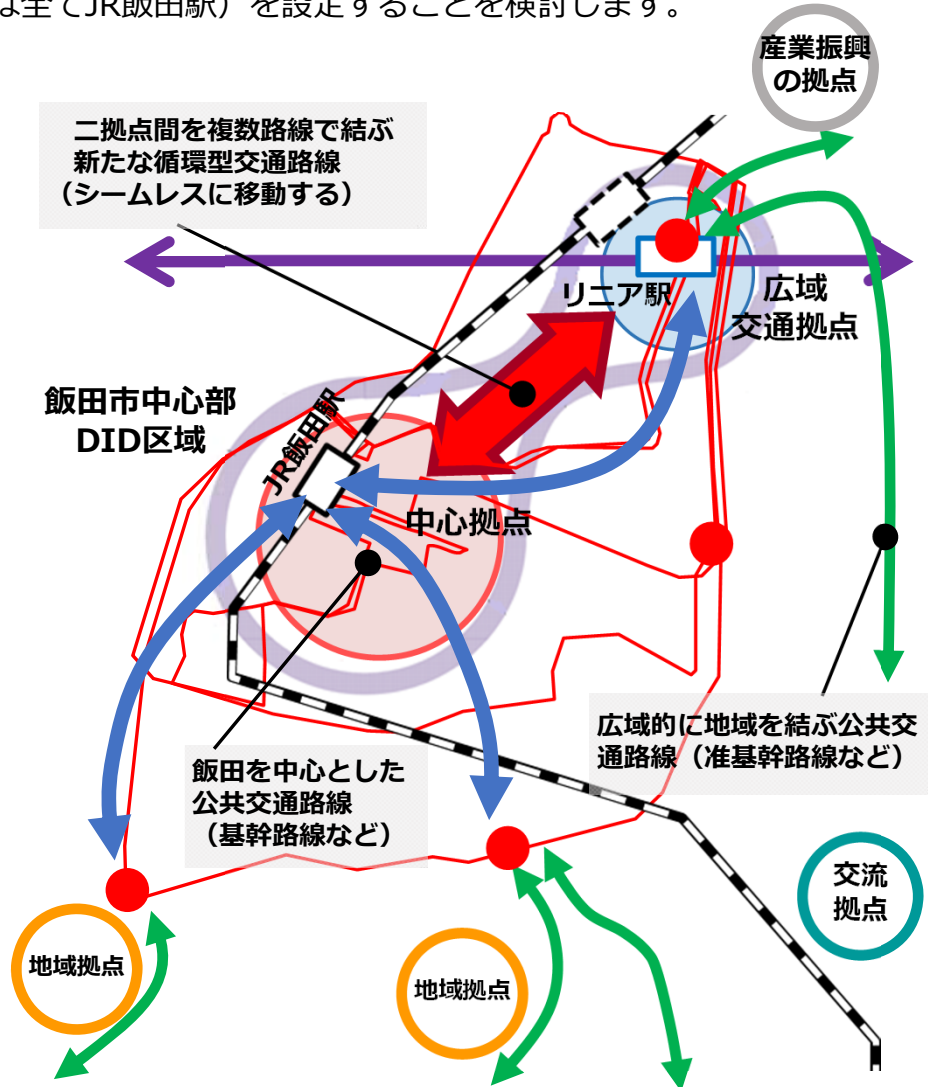 は全てJR飯田駅）を設定することを検討します。
産業振興
の拠点
二拠点間を複数路線で結ぶ
新たな循環型交通路線
（シームレスに移動する）
リニア駅
広域
交通拠点
飯田市中心部
DID区域
JR飯田駅
中心拠点
広域的に地域を結ぶ公共交
通路線（准基幹路線など）
飯田を中心とした
公共交通路線
（基幹路線など）
交流
拠点
地域拠点
地域拠点